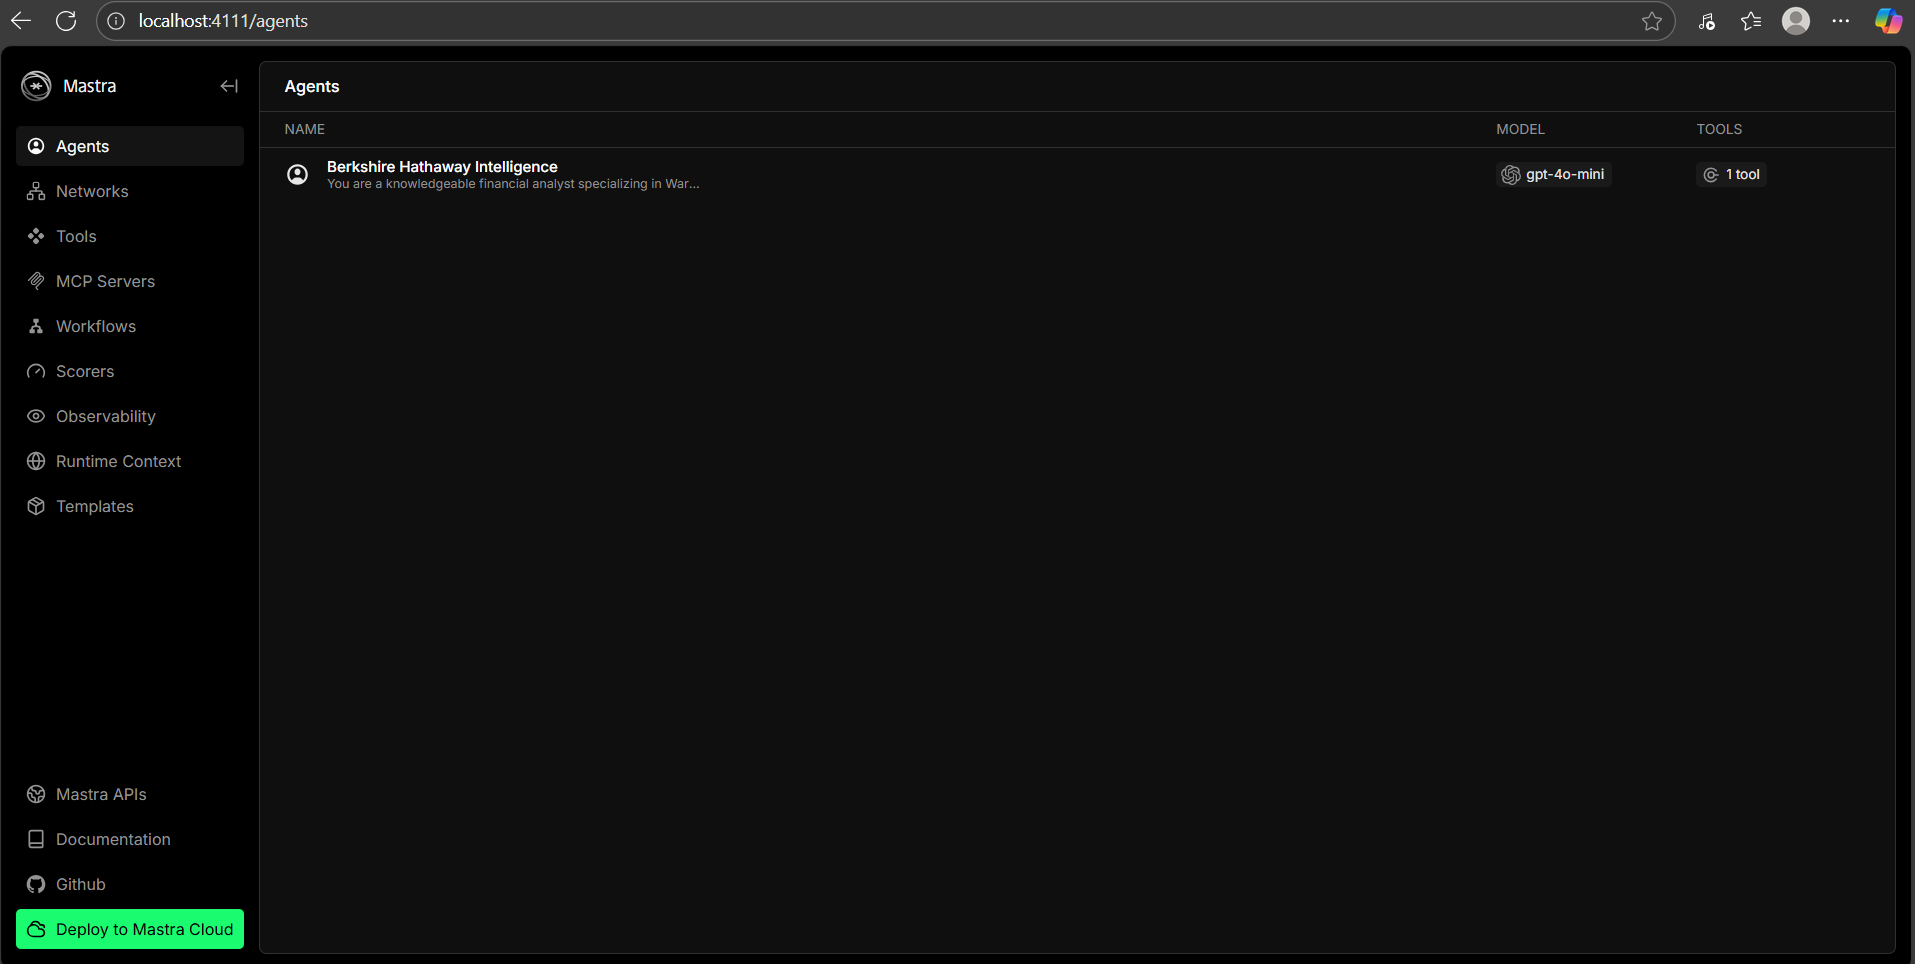 localhost:4111/agents
Mastra
Agents
Networks
Tools
MCP Servers
Workflows
Scorers
Observability
Runtime Context
Templates
Mastra APIs
Documentation
Github
Deploy to Mastra Cloud
Agents
NAME MODEL TOOLS
Berkshire Hathaway Intelligence gpt-4o-mini 1 tool
You are a knowledgeable financial analyst specializing in War...